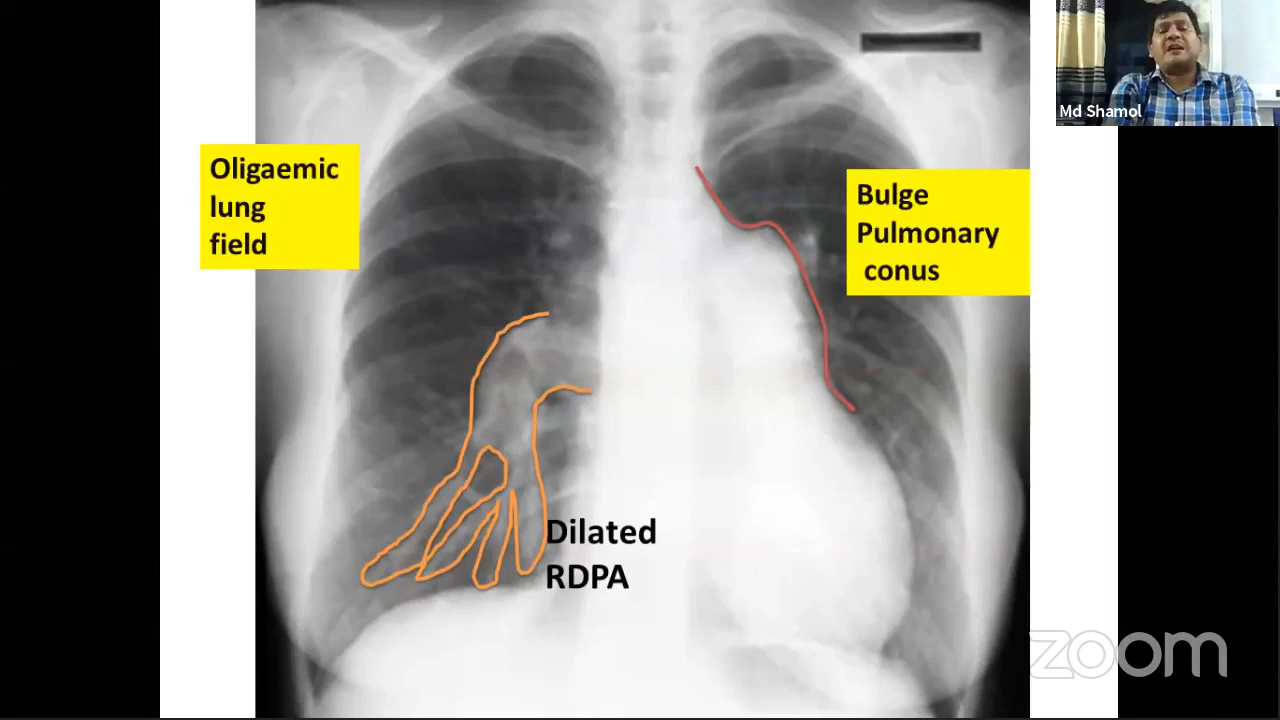 Md Shamol
Oligaemic
lung
field
Bulge
Pulmonary
conus
Dilated
RDPA
zoom